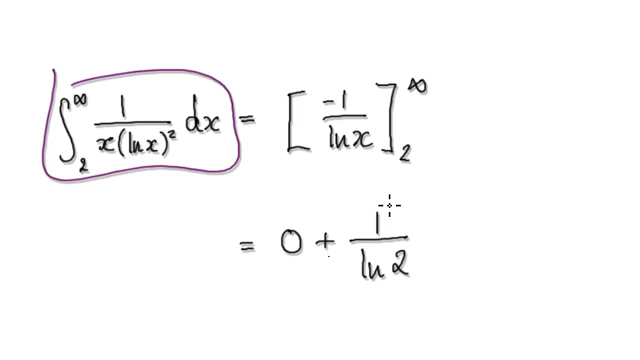 ∫₂^∞ 1/(x(ln x)²) dx = [-1/ln x]₂^∞
= 0 + 1/ln 2